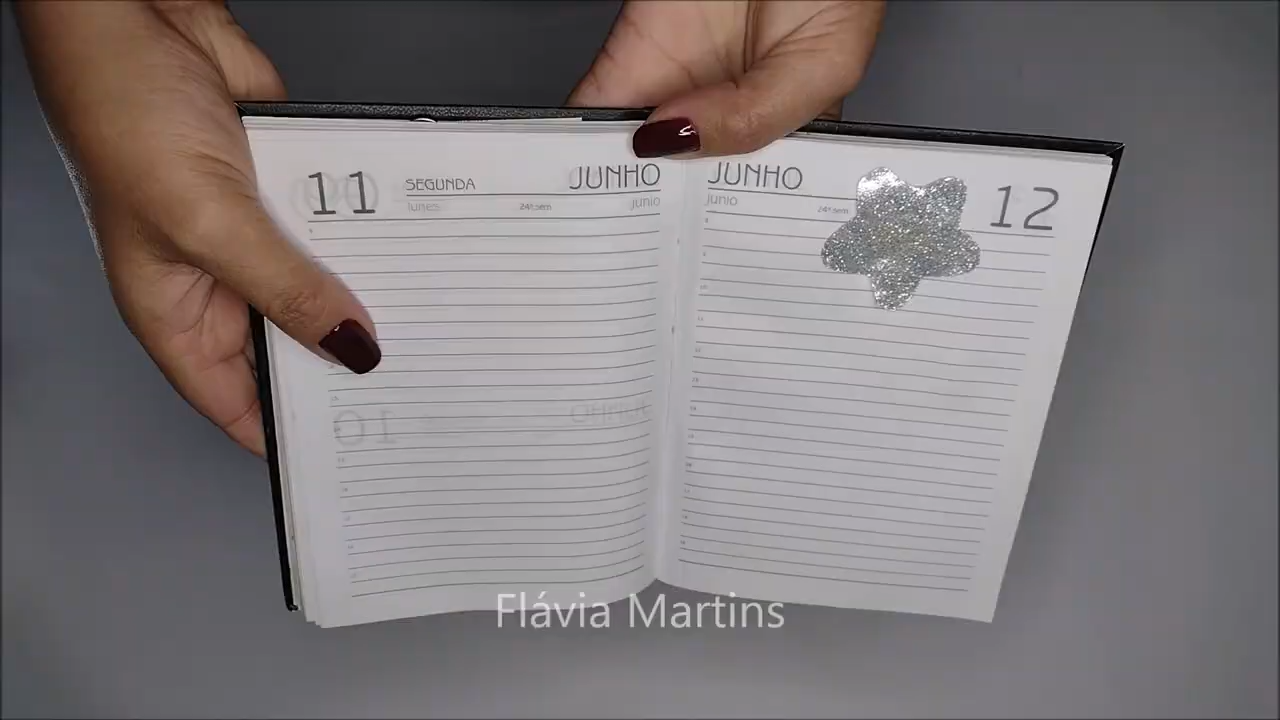 11 SEGUNDA JUNHO
lunes 24ª sem junio
JUNHO 12
junio 24ª sem
Flávia Martins